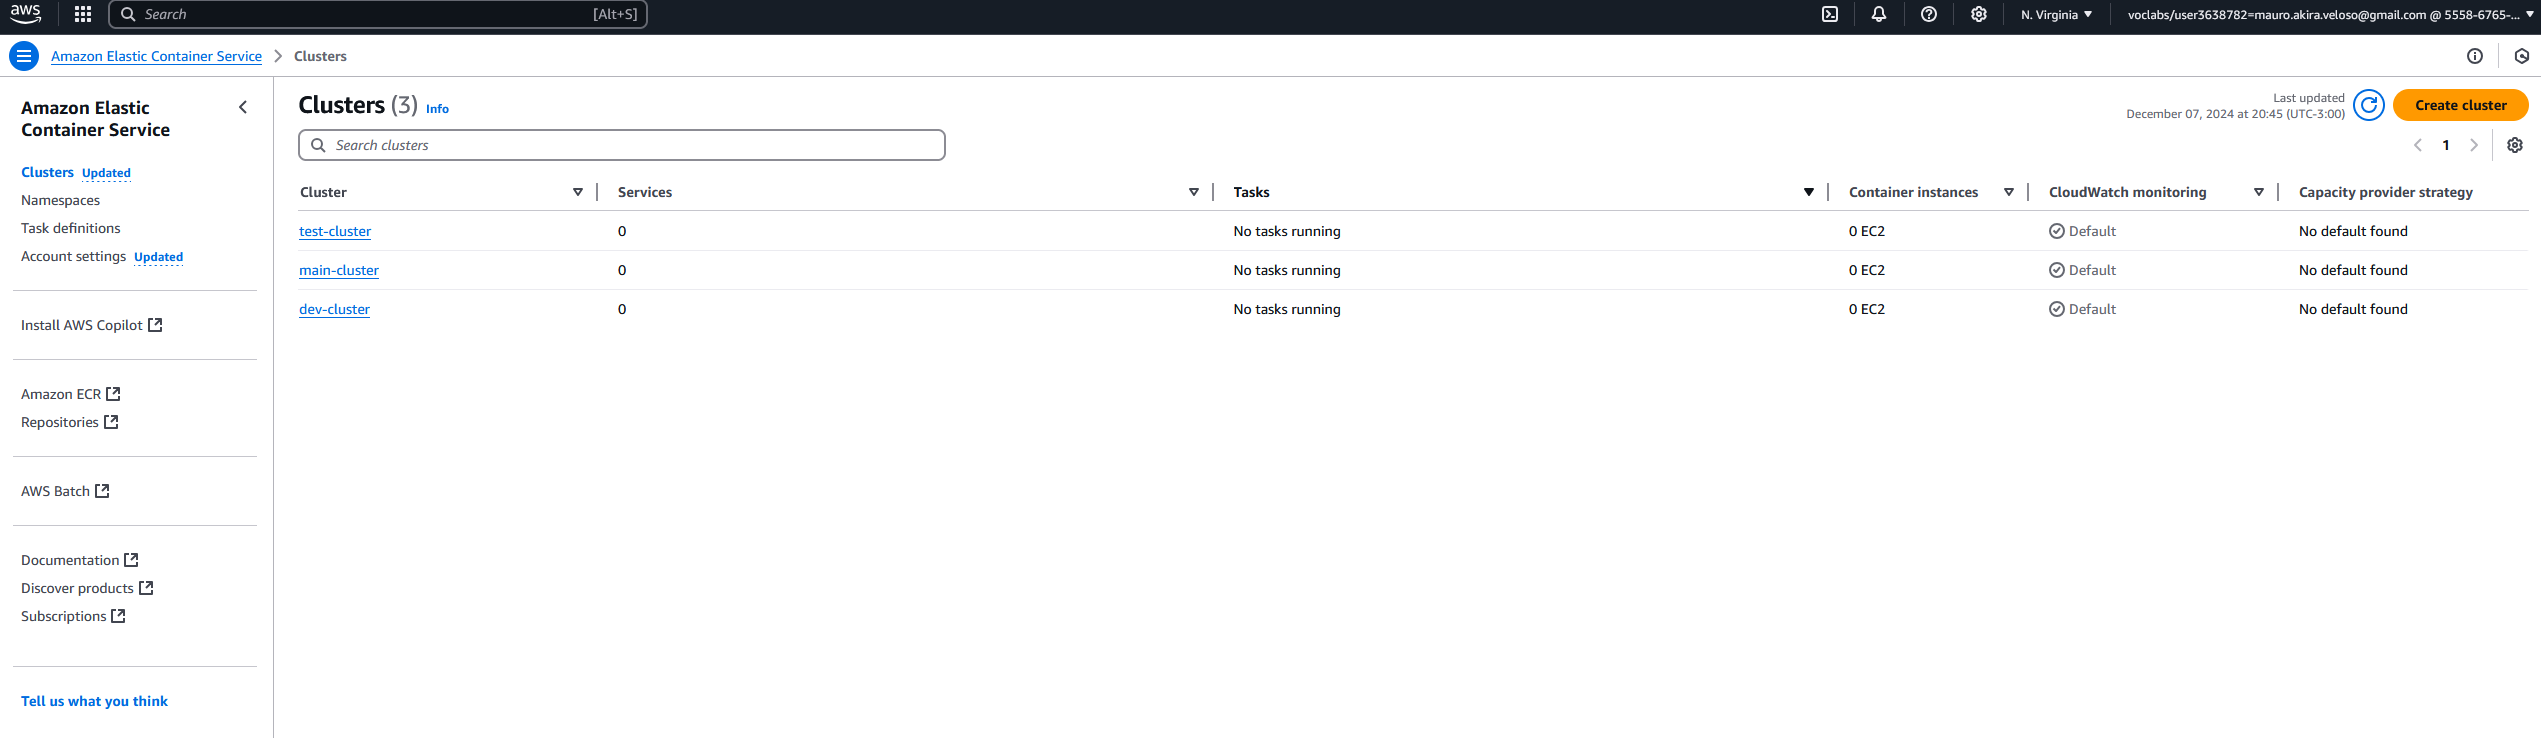 aws
Search [Alt+S]
N. Virginia voclabs/user3638782=mauro.akira.veloso@gmail.com @ 5558-6765-...
Amazon Elastic Container Service > Clusters
Amazon Elastic
Container Service
Clusters Updated
Namespaces
Task definitions
Account settings Updated
Install AWS Copilot
Amazon ECR
Repositories
AWS Batch
Documentation
Discover products
Subscriptions
Tell us what you think
Clusters (3) Info
Last updated
December 07, 2024 at 20:45 (UTC-3:00)
Create cluster
Search clusters
1
Cluster Services Tasks Container instances CloudWatch monitoring Capacity provider strategy
test-cluster 0 No tasks running 0 EC2 Default No default found
main-cluster 0 No tasks running 0 EC2 Default No default found
dev-cluster 0 No tasks running 0 EC2 Default No default found